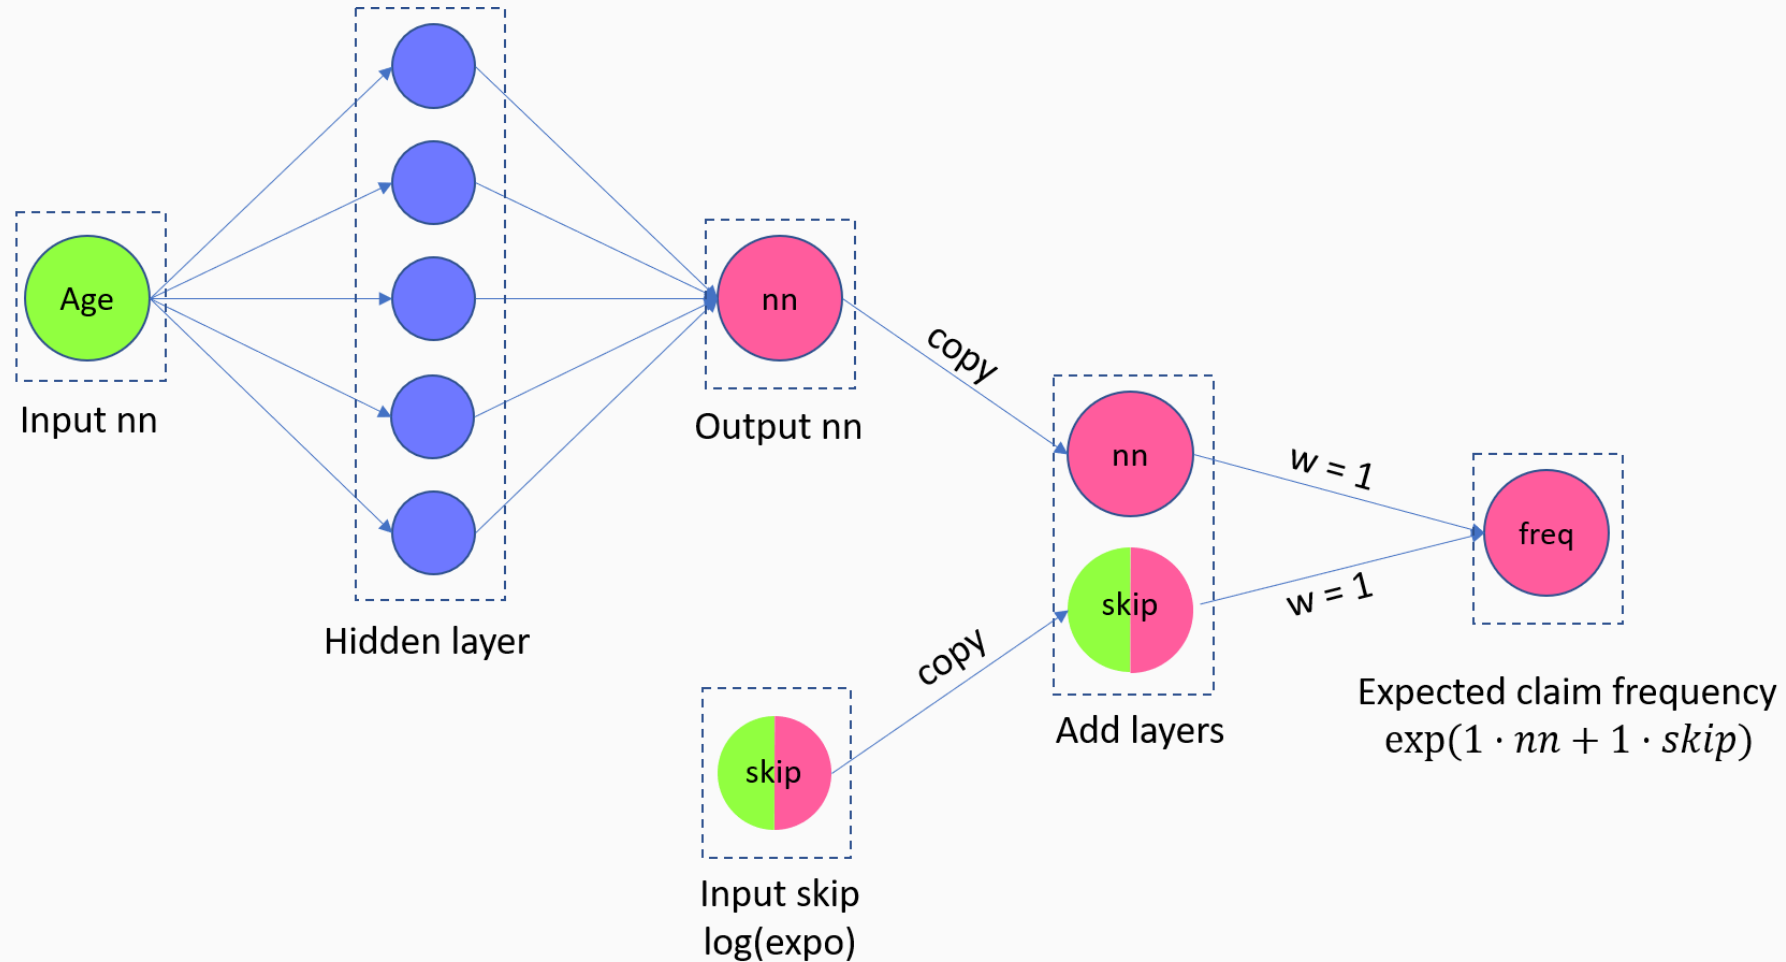 Age
Input nn
Hidden layer
nn
Output nn
copy
nn
skip
Add layers
copy
skip
Input skip
log(expo)
w = 1
w = 1
freq
Expected claim frequency
exp(1 · nn + 1 · skip)